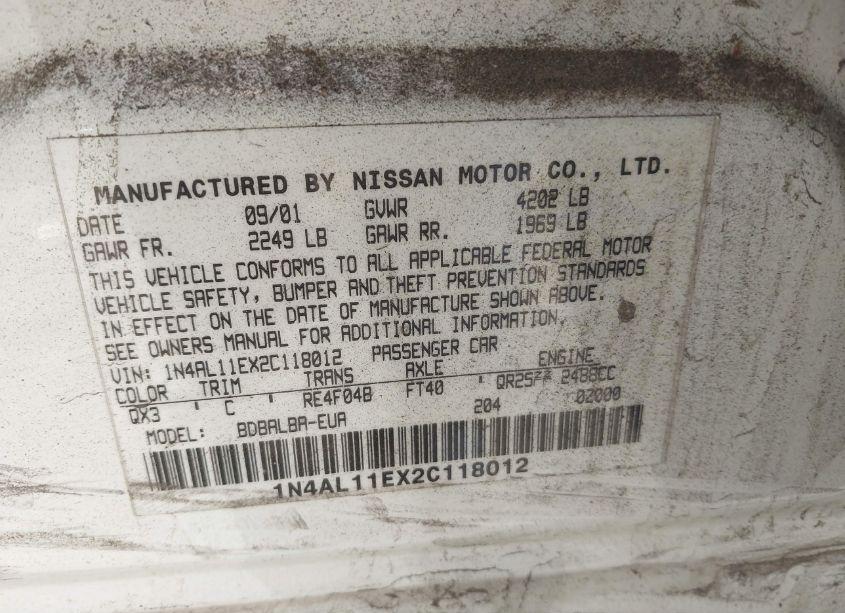 MANUFACTURED BY NISSAN MOTOR CO., LTD.
DATE 09/01 GVWR 4202 LB
GAWR FR. 2249 LB GAWR RR. 1969 LB
THIS VEHICLE CONFORMS TO ALL APPLICABLE FEDERAL MOTOR
VEHICLE SAFETY, BUMPER AND THEFT PREVENTION STANDARDS
IN EFFECT ON THE DATE OF MANUFACTURE SHOWN ABOVE.
SEE OWNERS MANUAL FOR ADDITIONAL INFORMATION.
VIN: 1N4AL11EX2C118012 PASSENGER CAR
COLOR TRIM TRANS AXLE ENGINE
QX3 ' C ' RE4F04B FT40 ' 2488CC
MODEL: BDBALBA-EUA 204 02000
1N4AL11EX2C118012